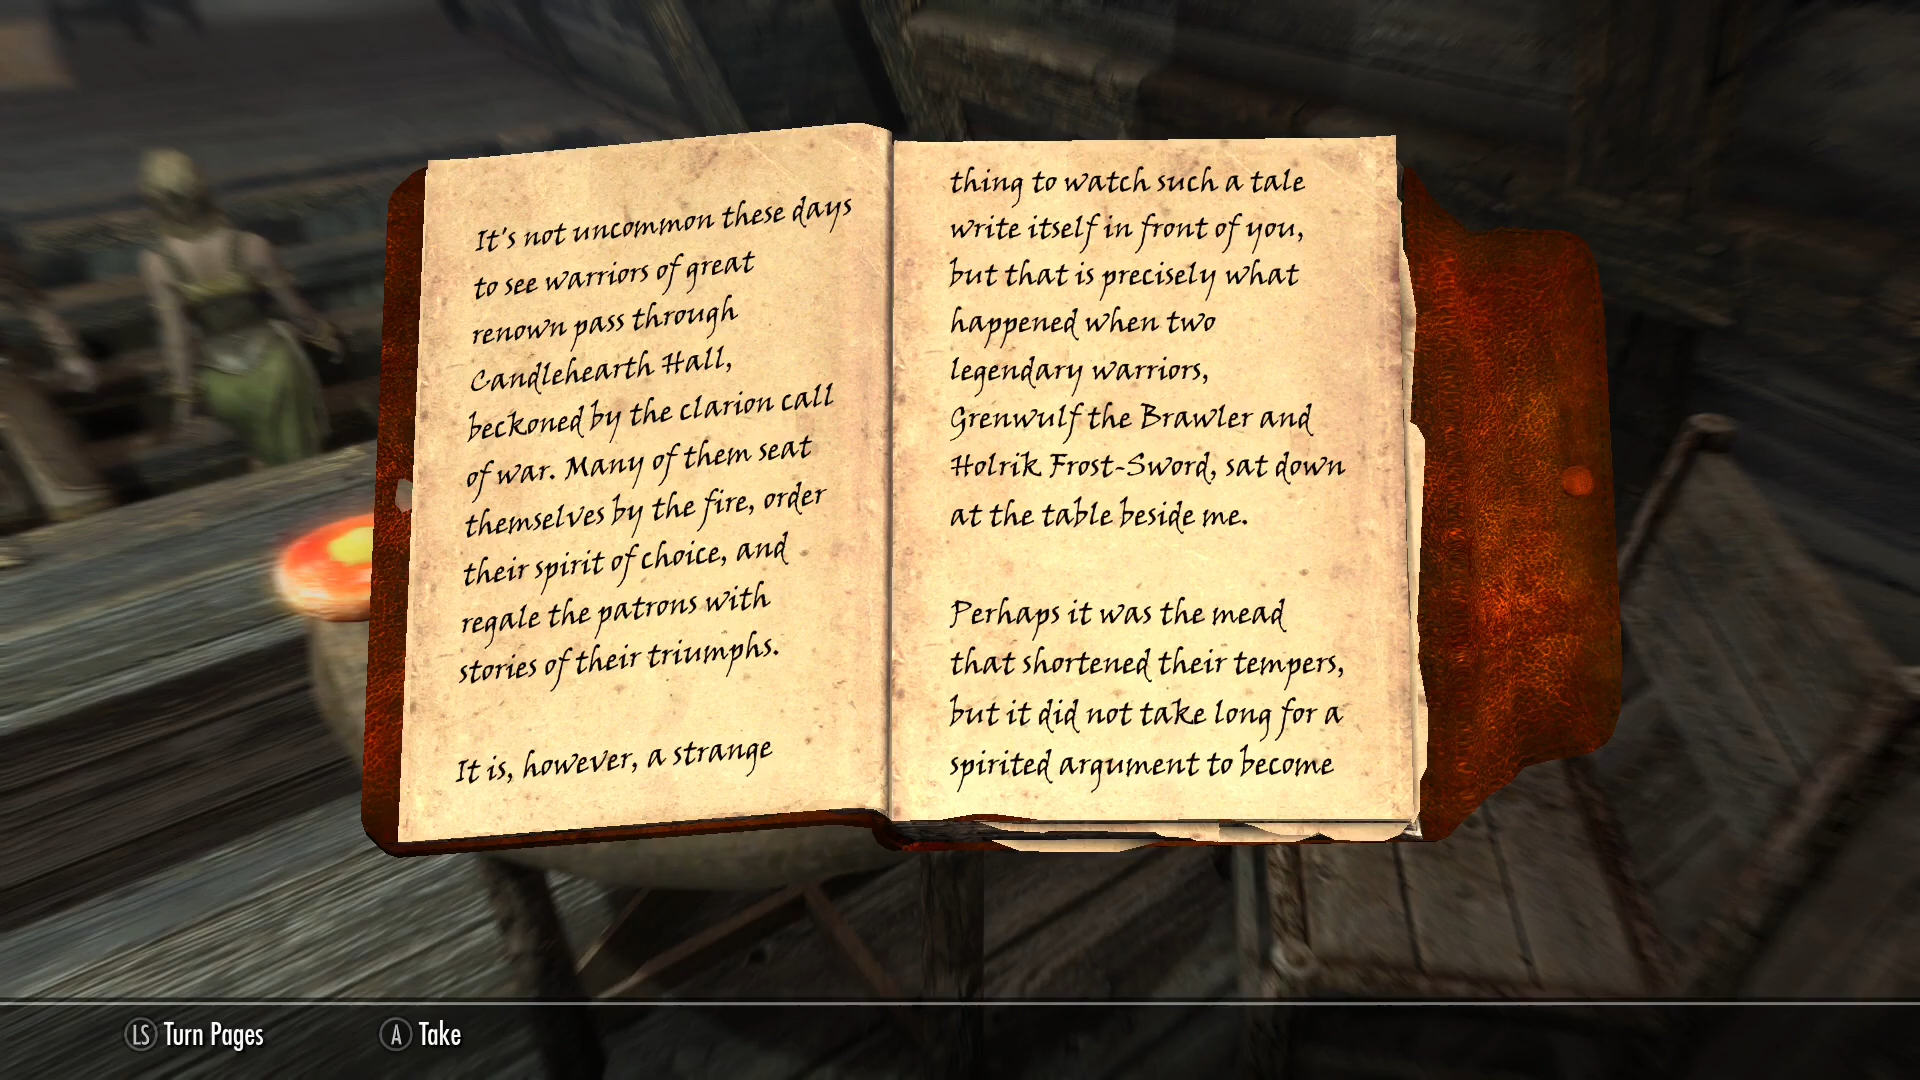 It's not uncommon these days
to see warriors of great
renown pass through
Candlehearth Hall,
beckoned by the clarion call
of war. Many of them seat
themselves by the fire, order
their spirit of choice, and
regale the patrons with
stories of their triumphs.
It is, however, a strange
thing to watch such a tale
write itself in front of you,
but that is precisely what
happened when two
legendary warriors,
Grenwulf the Brawler and
Holrik Frost-Sword, sat down
at the table beside me.
Perhaps it was the mead
that shortened their tempers,
but it did not take long for a
spirited argument to become
LS Turn Pages
A Take